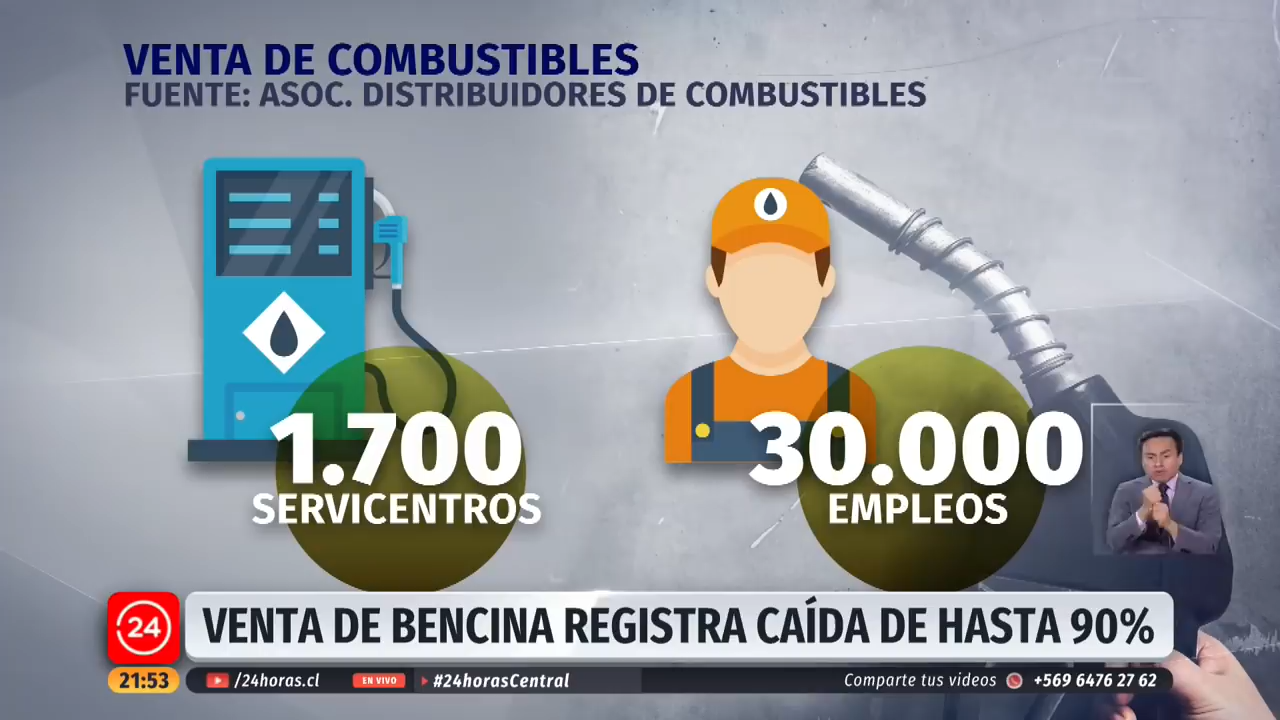 VENTA DE COMBUSTIBLES
FUENTE: ASOC. DISTRIBUIDORES DE COMBUSTIBLES
1.700
SERVICENTROS
30.000
EMPLEOS
24
VENTA DE BENCINA REGISTRA CAÍDA DE HASTA 90%
21:53
/24horas.cl
EN VIVO
#24horasCentral
Comparte tus videos
+569 6476 27 62